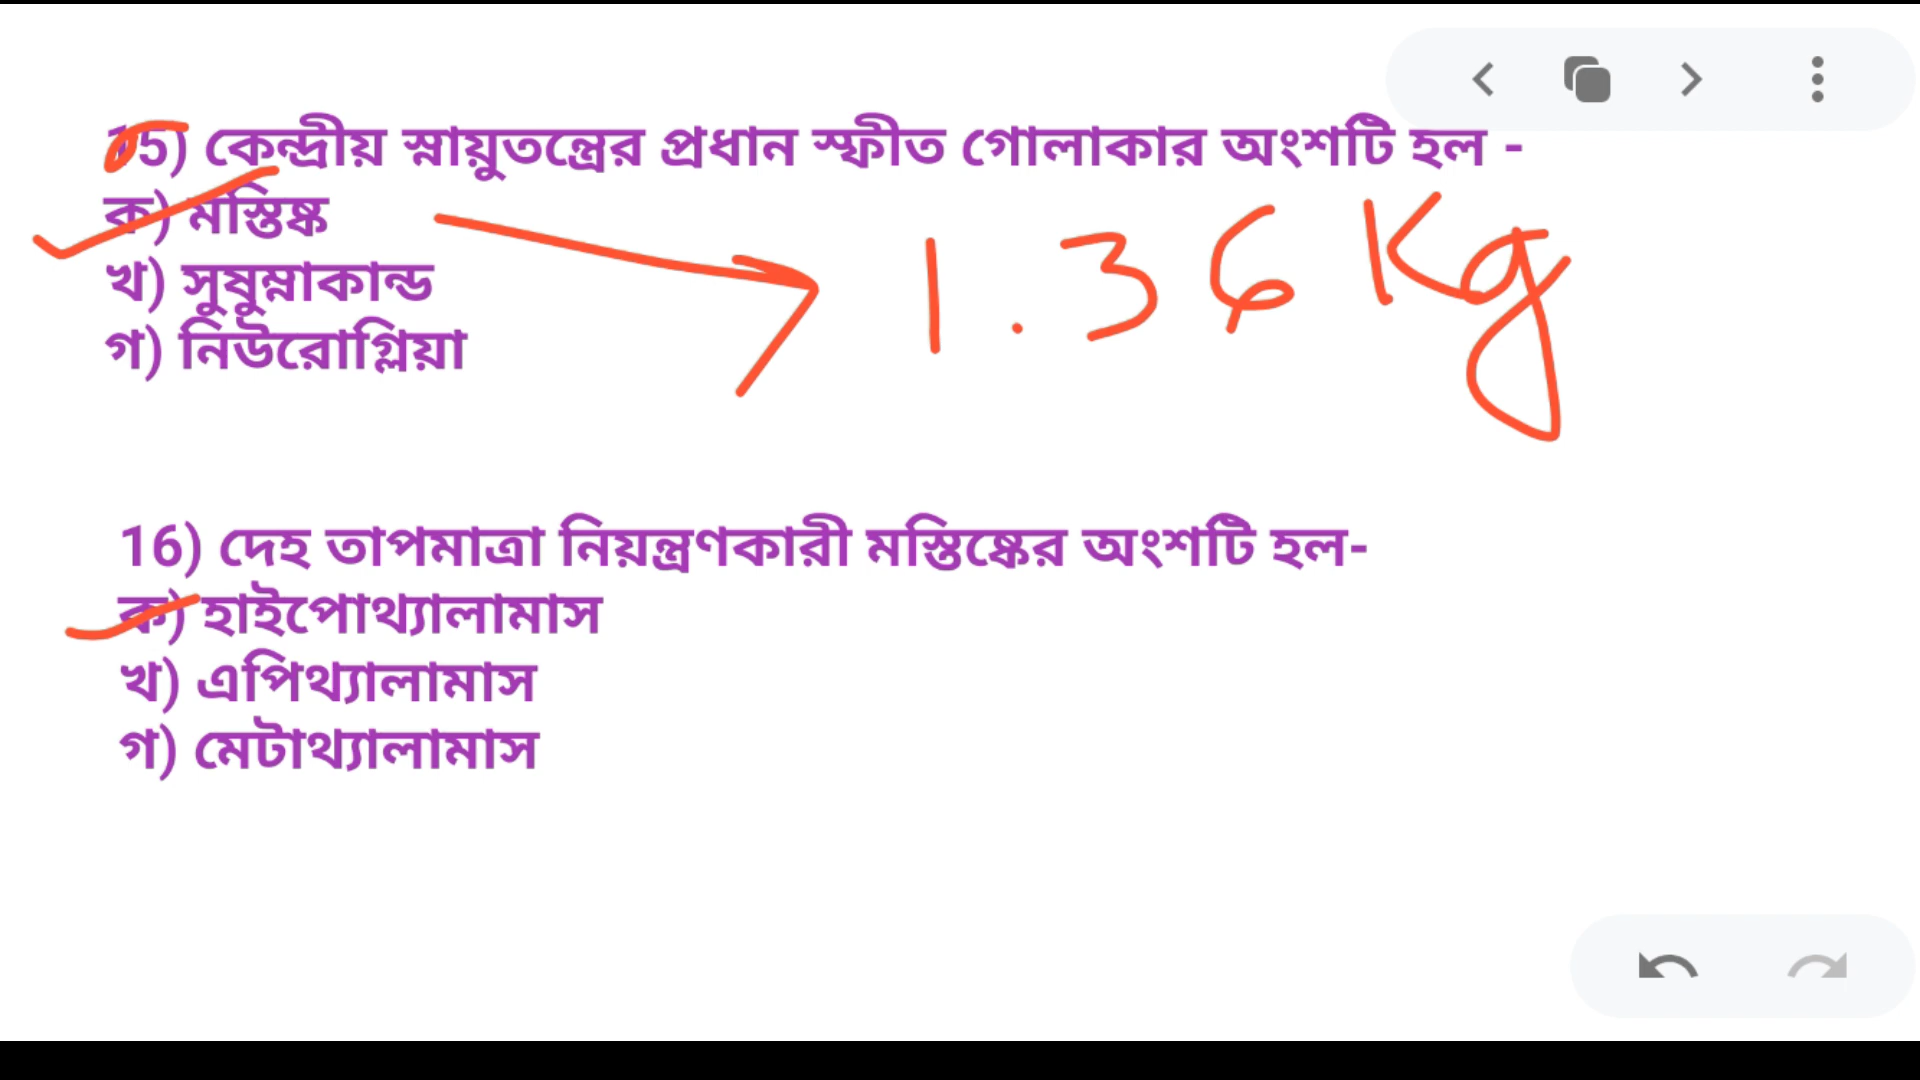 15) কেন্দ্রীয় স্নায়ুতন্ত্রের প্রধান স্ফীত গোলাকার অংশটি হল -
ক) মস্তিষ্ক
খ) সুষুম্নাকান্ড
গ) নিউরোগ্লিয়া
1.36 Kg
16) দেহ তাপমাত্রা নিয়ন্ত্রণকারী মস্তিষ্কের অংশটি হল-
ক) হাইপোথ্যালামাস
খ) এপিথ্যালামাস
গ) মেটাথ্যালামাস